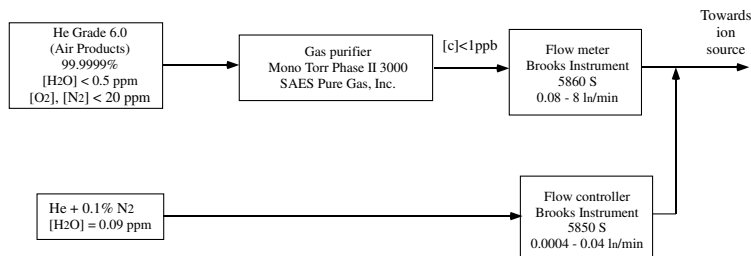 He Grade 6.0
(Air Products)
99.9999%
[H2O] < 0.5 ppm
[O2], [N2] < 20 ppm
Gas purifier
Mono Torr Phase II 3000
SAES Pure Gas, Inc.
[c]<1ppb
Flow meter
Brooks Instrument
5860 S
0.08 - 8 ln/min
Towards
ion
source
He + 0.1% N2
[H2O] = 0.09 ppm
Flow controller
Brooks Instrument
5850 S
0.0004 - 0.04 ln/min